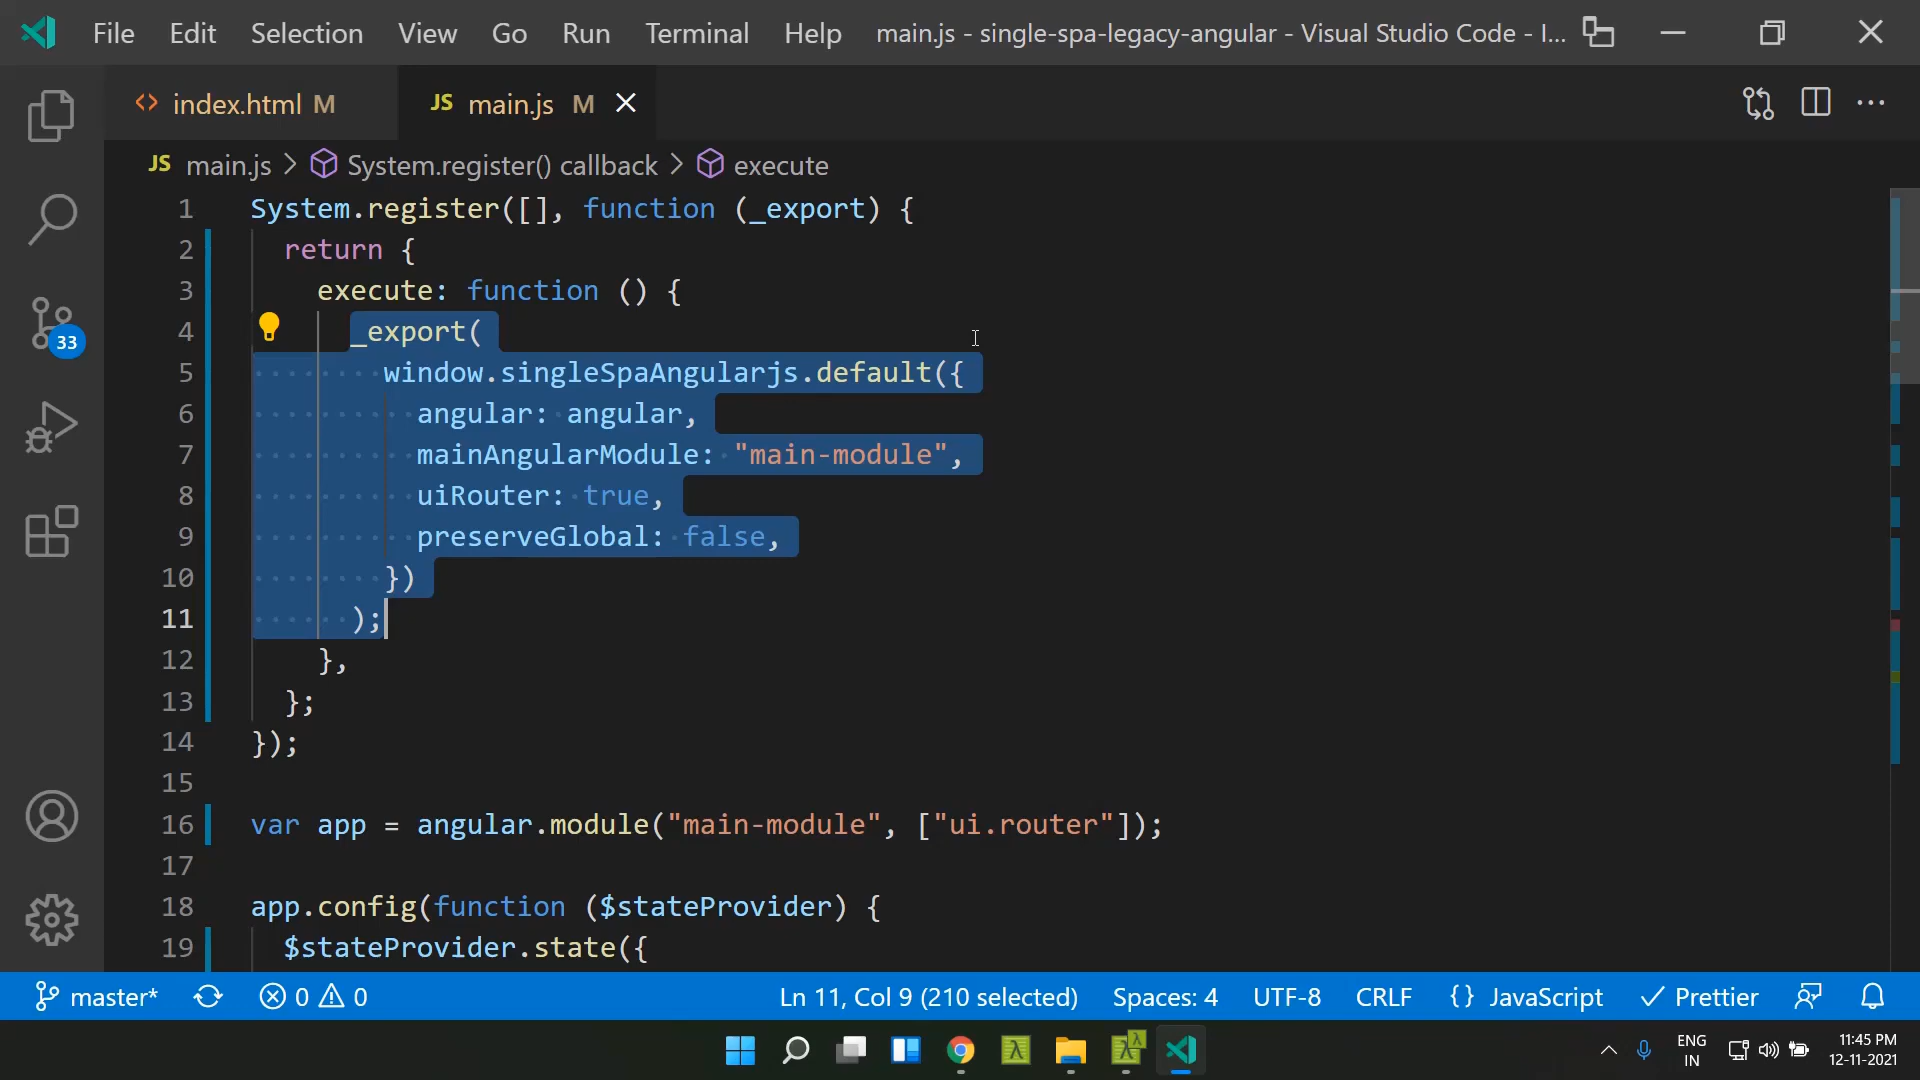 File Edit Selection View Go Run Terminal Help main.js - single-spa-legacy-angular - Visual Studio Code - I...
index.html M JS main.js M
JS main.js > System.register() callback > execute
1 System.register([], function (_export) {
2 return {
3 execute: function () {
4 _export(
5 window.singleSpaAngularjs.default({
6 angular: angular,
7 mainAngularModule: "main-module",
8 uiRouter: true,
9 preserveGlobal: false,
10 })
11 );
12 },
13 };
14 });
15
16 var app = angular.module("main-module", ["ui.router"]);
17
18 app.config(function ($stateProvider) {
19 $stateProvider.state({
33
master* 0 0 Ln 11, Col 9 (210 selected) Spaces: 4 UTF-8 CRLF {} JavaScript Prettier
ENG
IN
11:45 PM
12-11-2021